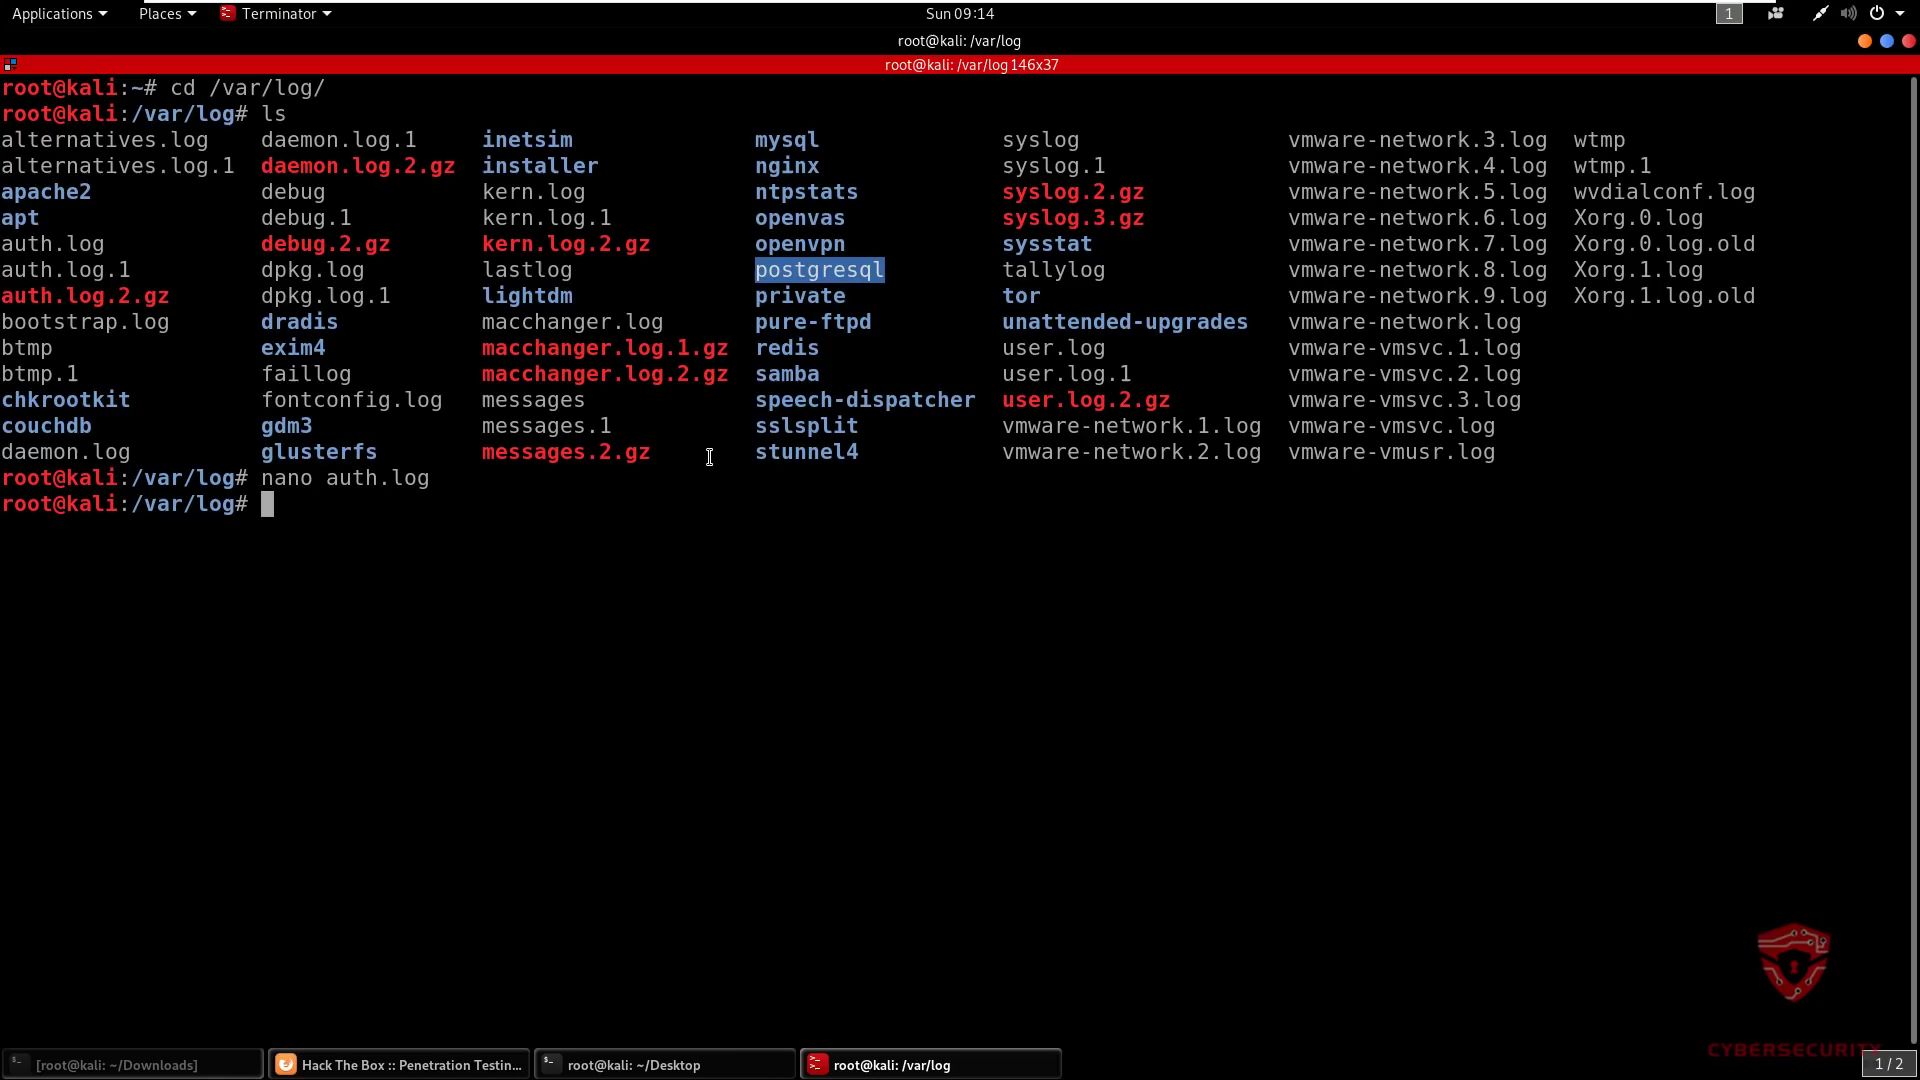 Applications Places Terminator Sun 09:14 1
root@kali: /var/log
root@kali: /var/log 146x37
root@kali:~# cd /var/log/
root@kali:/var/log# ls
alternatives.log daemon.log.1 inetsim mysql syslog vmware-network.3.log wtmp
alternatives.log.1 daemon.log.2.gz installer nginx syslog.1 vmware-network.4.log wtmp.1
apache2 debug kern.log ntpstats syslog.2.gz vmware-network.5.log wvdialconf.log
apt debug.1 kern.log.1 openvas syslog.3.gz vmware-network.6.log Xorg.0.log
auth.log debug.2.gz kern.log.2.gz openvpn sysstat vmware-network.7.log Xorg.0.log.old
auth.log.1 dpkg.log lastlog postgresql tallylog vmware-network.8.log Xorg.1.log
auth.log.2.gz dpkg.log.1 lightdm private tor vmware-network.9.log Xorg.1.log.old
bootstrap.log dradis macchanger.log pure-ftpd unattended-upgrades vmware-network.log
btmp exim4 macchanger.log.1.gz redis user.log vmware-vmsvc.1.log
btmp.1 faillog macchanger.log.2.gz samba user.log.1 vmware-vmsvc.2.log
chkrootkit fontconfig.log messages speech-dispatcher user.log.2.gz vmware-vmsvc.3.log
couchdb gdm3 messages.1 sslsplit vmware-network.1.log vmware-vmsvc.log
daemon.log glusterfs messages.2.gz stunnel4 vmware-network.2.log vmware-vmusr.log
root@kali:/var/log# nano auth.log
root@kali:/var/log#
CYBERSECURITY
[root@kali: ~/Downloads] Hack The Box :: Penetration Testin... root@kali: ~/Desktop root@kali: /var/log 1 / 2